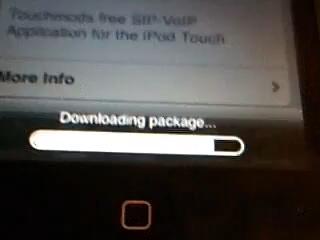 Touchmods free SIP VoIP
Application for the iPod Touch
More Info
Downloading package...